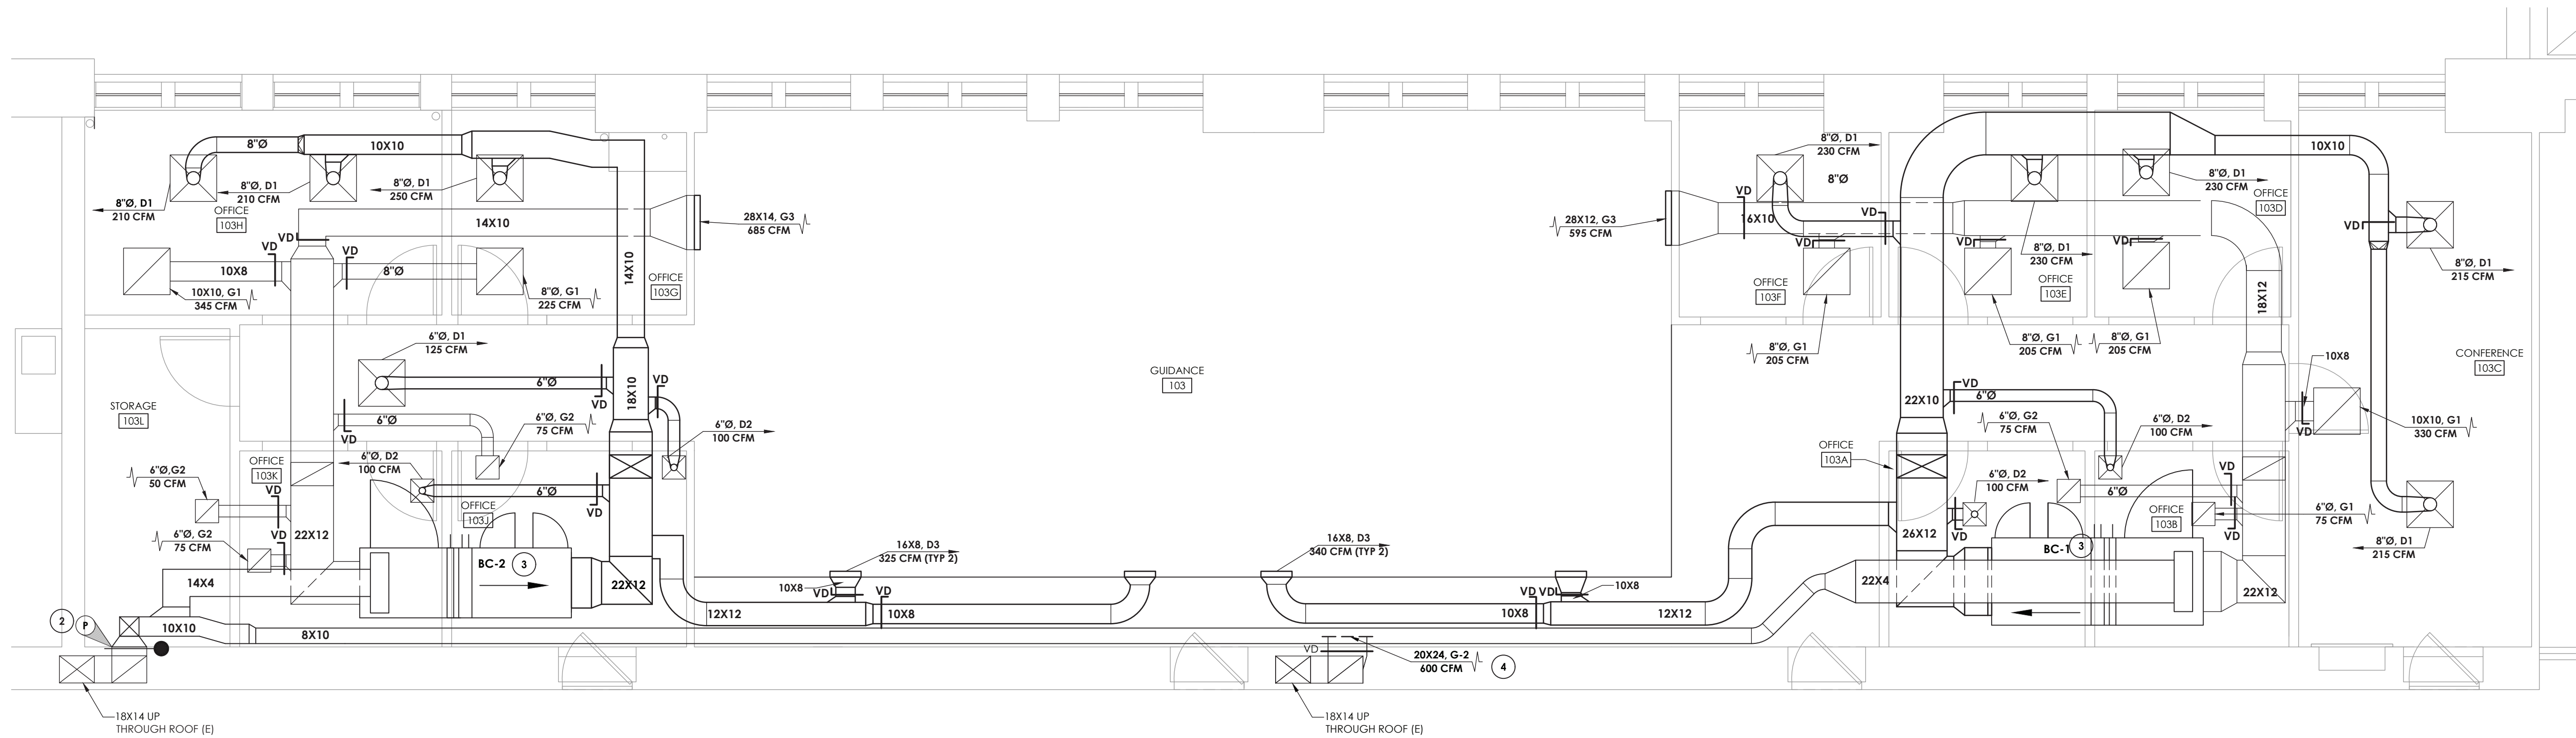 8"Ø
10X10
8"Ø, D1
210 CFM
8"Ø, D1
210 CFM
8"Ø, D1
250 CFM
OFFICE
103H
14X10
28X14, G3
685 CFM
VD
VD
VD
10X8
8"Ø
10X10, G1
345 CFM
8"Ø, G1
225 CFM
14X10
OFFICE
103G
6"Ø, D1
125 CFM
6"Ø
VD
VD
18X10
STORAGE
103L
6"Ø
VD
6"Ø, G2
75 CFM
6"Ø, D2
100 CFM
OFFICE
103K
6"Ø, D2
100 CFM
6"Ø,G2
50 CFM
VD
6"Ø
VD
OFFICE
103J
6"Ø, G2
75 CFM
VD
22X12
14X4
BC-2
3
22X12
2
P
10X10
8X10
18X14 UP
THROUGH ROOF (E)
12X12
10X8
VD
VD
10X8
16X8, D3
325 CFM (TYP 2)
GUIDANCE
103
16X8, D3
340 CFM (TYP 2)
10X8
VD
VD
10X8
12X12
VD
20X24, G-2
600 CFM
4
18X14 UP
THROUGH ROOF (E)
28X12, G3
595 CFM
VD
16X10
8"Ø, D1
230 CFM
8"Ø
VD
VD
OFFICE
103F
8"Ø, G1
205 CFM
VD
8"Ø, D1
230 CFM
OFFICE
103E
8"Ø, G1
205 CFM
VD
8"Ø, G1
205 CFM
8"Ø, D1
230 CFM
OFFICE
103D
10X10
18X12
VD
8"Ø, D1
215 CFM
CONFERENCE
103C
10X8
VD
10X10, G1
330 CFM
22X10
VD
6"Ø
6"Ø, G2
75 CFM
6"Ø, D2
100 CFM
OFFICE
103A
6"Ø, D2
100 CFM
VD
6"Ø
VD
OFFICE
103B
VD
6"Ø, G1
75 CFM
8"Ø, D1
215 CFM
26X12
BC-1
3
22X4
22X12